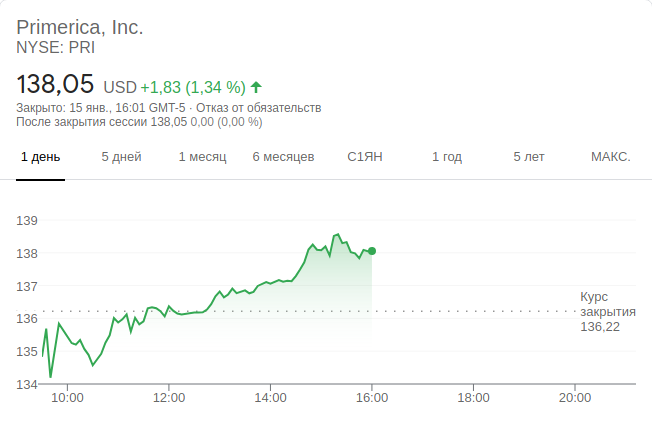 Primerica, Inc.
NYSE: PRI
138,05 USD +1,83 (1,34 %)
Закрыто: 15 янв., 16:01 GMT-5 · Отказ от обязательств
После закрытия сессии 138,05 0,00 (0,00 %)
1 день 5 дней 1 месяц 6 месяцев С1ЯН 1 год 5 лет МАКС.
139
138
137
136
135
134
Курс
закрытия
136,22
10:00 12:00 14:00 16:00 18:00 20:00